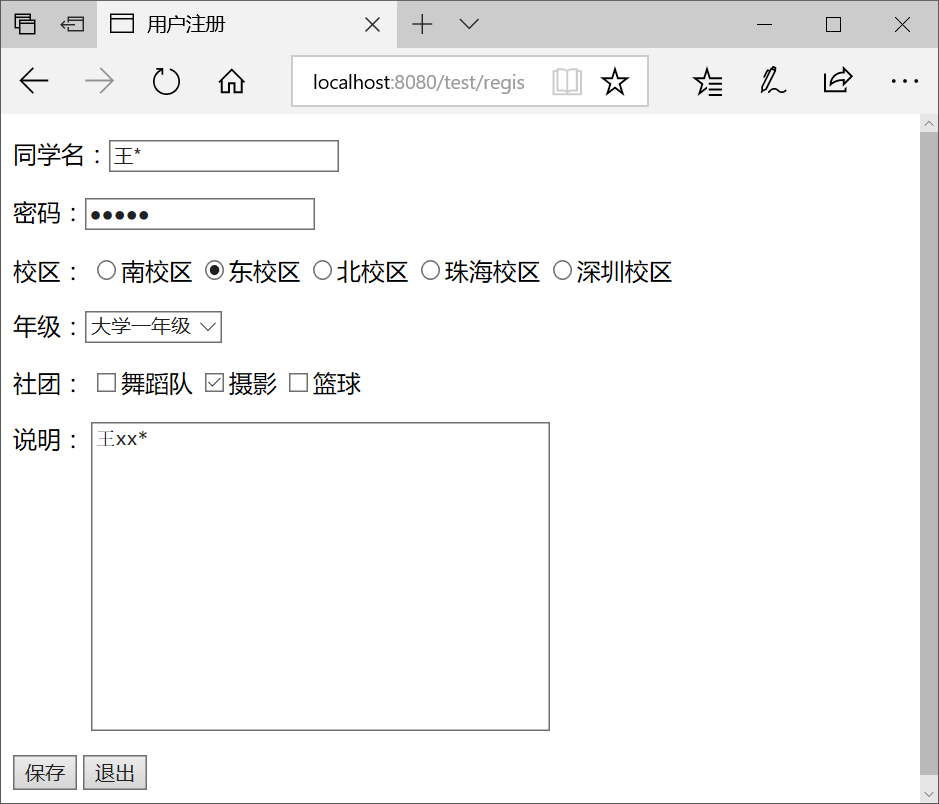 用户注册
localhost:8080/test/regis
同学名：王*
密码：●●●●●
校区： 南校区 东校区 北校区 珠海校区 深圳校区
年级：大学一年级
社团： 舞蹈队 摄影 篮球
说明： 王xx*
保存 退出